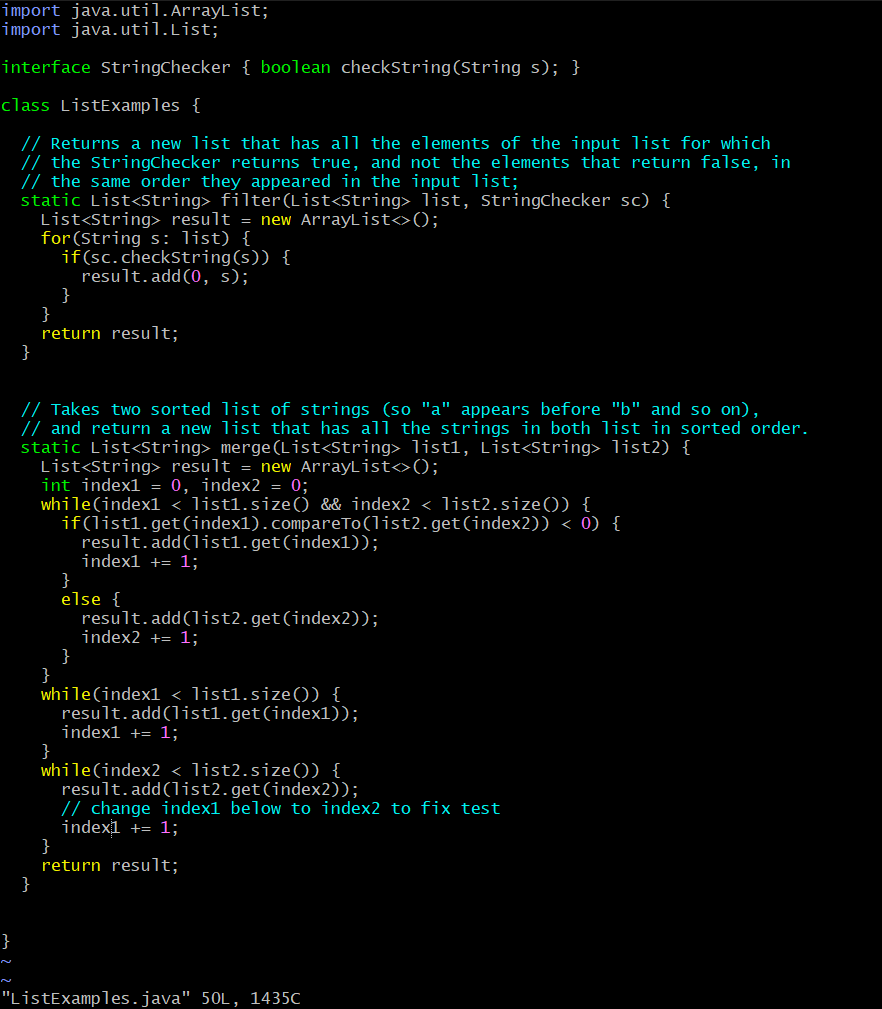 import java.util.ArrayList;
import java.util.List;

interface StringChecker { boolean checkString(String s); }

class ListExamples {

  // Returns a new list that has all the elements of the input list for which
  // the StringChecker returns true, and not the elements that return false, in
  // the same order they appeared in the input list;
  static List<String> filter(List<String> list, StringChecker sc) {
    List<String> result = new ArrayList<>();
    for(String s: list) {
      if(sc.checkString(s)) {
        result.add(0, s);
      }
    }
    return result;
  }


  // Takes two sorted list of strings (so "a" appears before "b" and so on),
  // and return a new list that has all the strings in both list in sorted order.
  static List<String> merge(List<String> list1, List<String> list2) {
    List<String> result = new ArrayList<>();
    int index1 = 0, index2 = 0;
    while(index1 < list1.size() && index2 < list2.size()) {
      if(list1.get(index1).compareTo(list2.get(index2)) < 0) {
        result.add(list1.get(index1));
        index1 += 1;
      }
      else {
        result.add(list2.get(index2));
        index2 += 1;
      }
    }
    while(index1 < list1.size()) {
      result.add(list1.get(index1));
      index1 += 1;
    }
    while(index2 < list2.size()) {
      result.add(list2.get(index2));
      // change index1 below to index2 to fix test
      index1 += 1;
    }
    return result;
  }


}
~
~
"ListExamples.java" 50L, 1435C